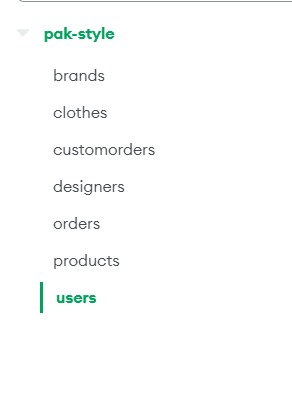 pak-style
brands
clothes
customorders
designers
orders
products
users